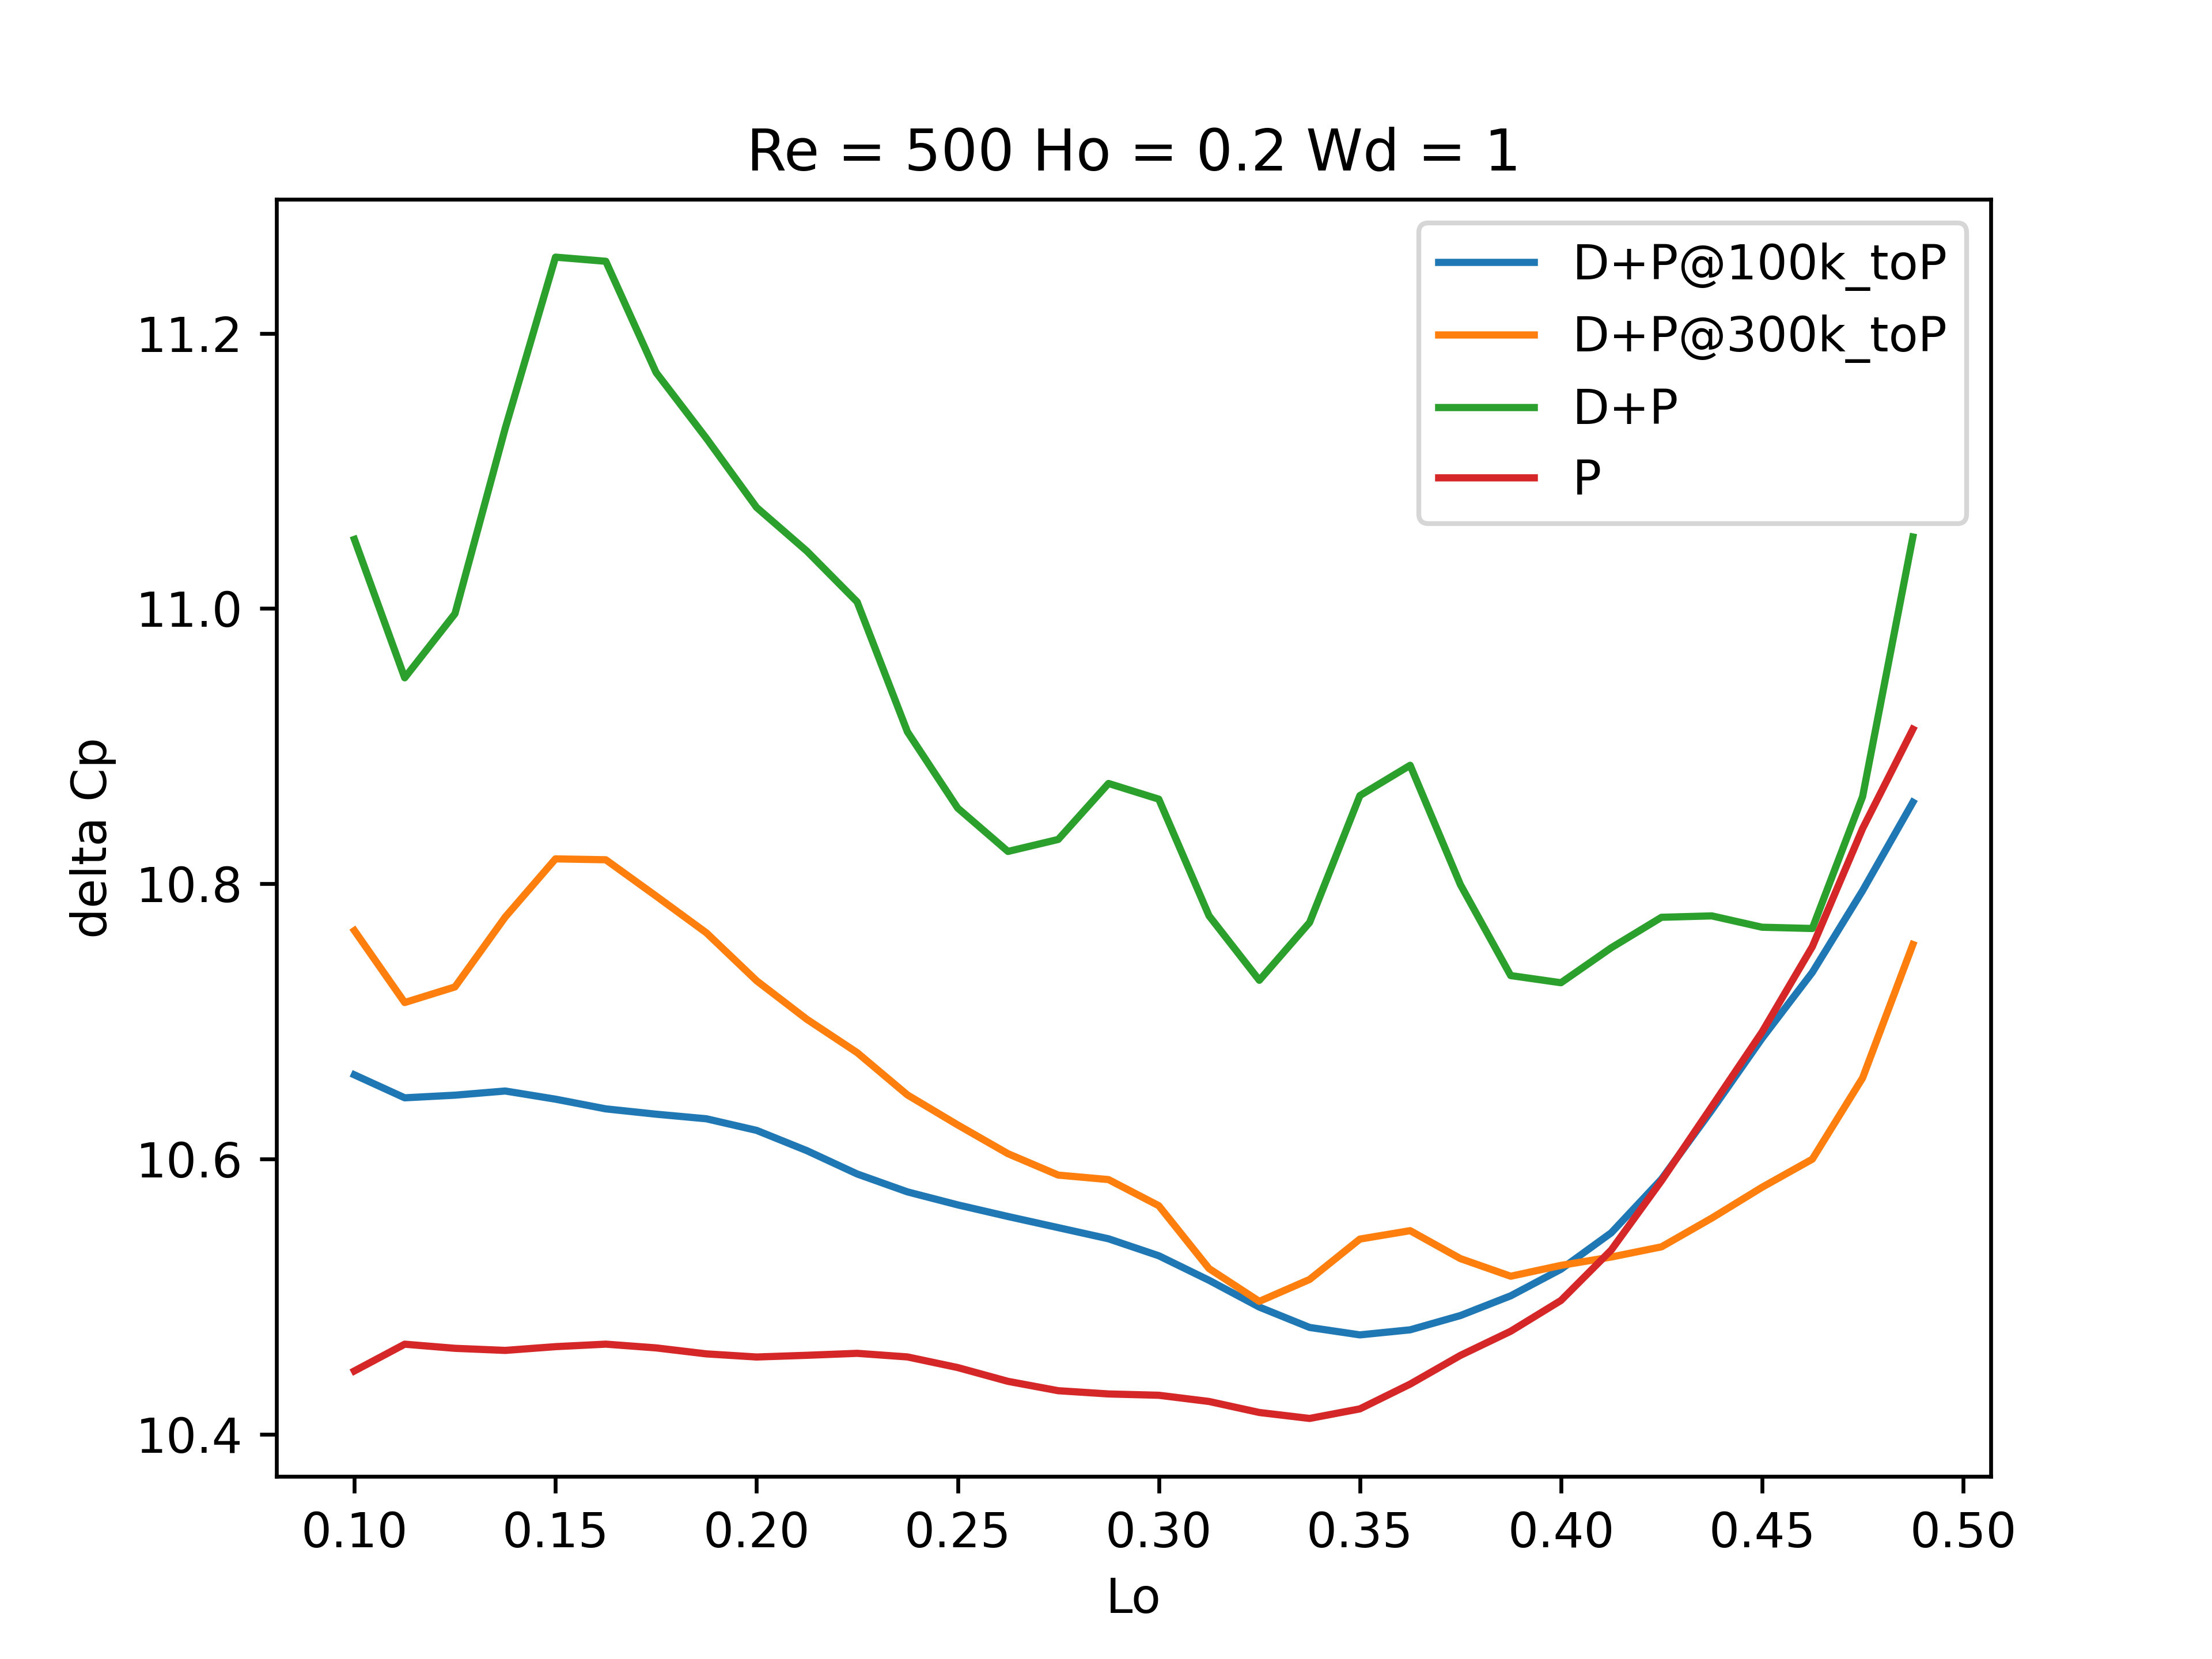 Re = 500 Ho = 0.2 Wd = 1
D+P@100k_toP
D+P@300k_toP
D+P
P
11.2
11.0
10.8
10.6
10.4
delta Cp
0.10 0.15 0.20 0.25 0.30 0.35 0.40 0.45 0.50
Lo